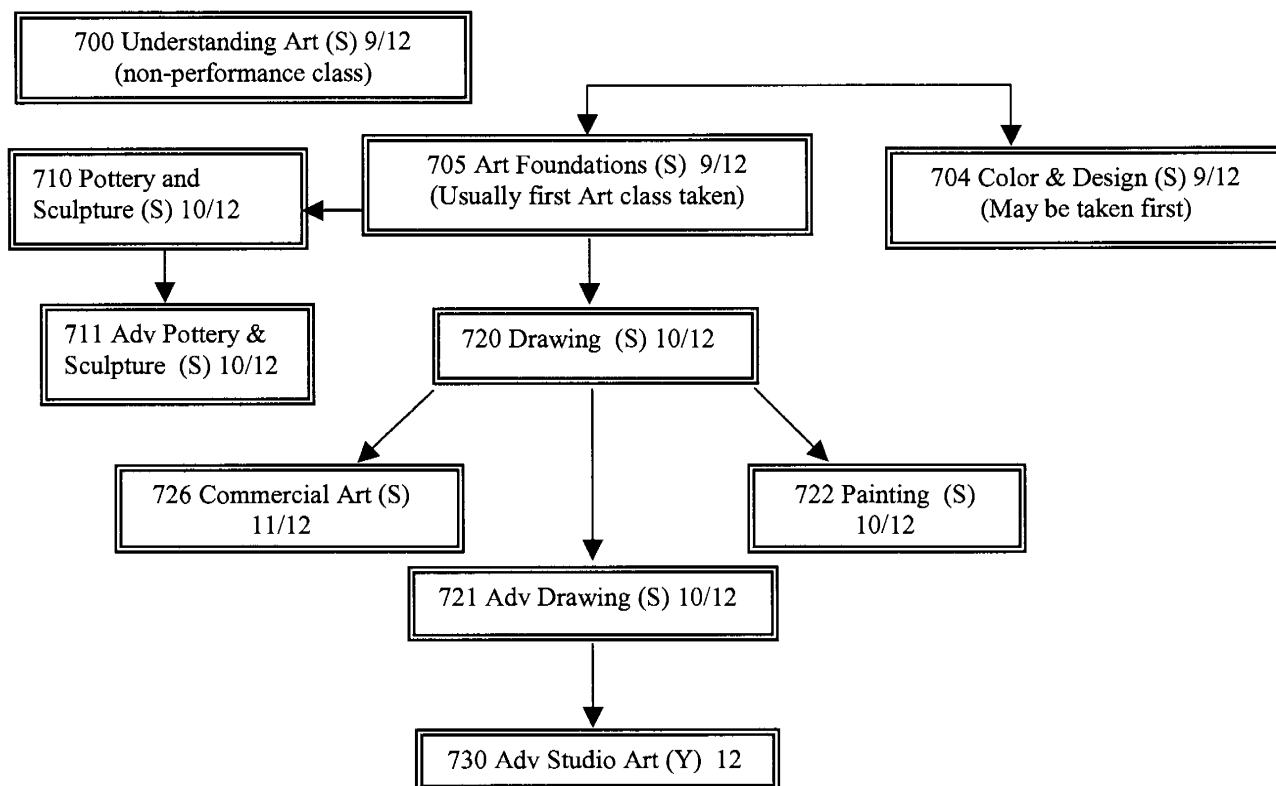 700 Understanding Art (S) 9/12
(non-performance class)
705 Art Foundations (S) 9/12
(Usually first Art class taken)
704 Color & Design (S) 9/12
(May be taken first)
710 Pottery and
Sculpture (S) 10/12
711 Adv Pottery &
Sculpture (S) 10/12
720 Drawing (S) 10/12
726 Commercial Art (S)
11/12
722 Painting (S)
10/12
721 Adv Drawing (S) 10/12
730 Adv Studio Art (Y) 12